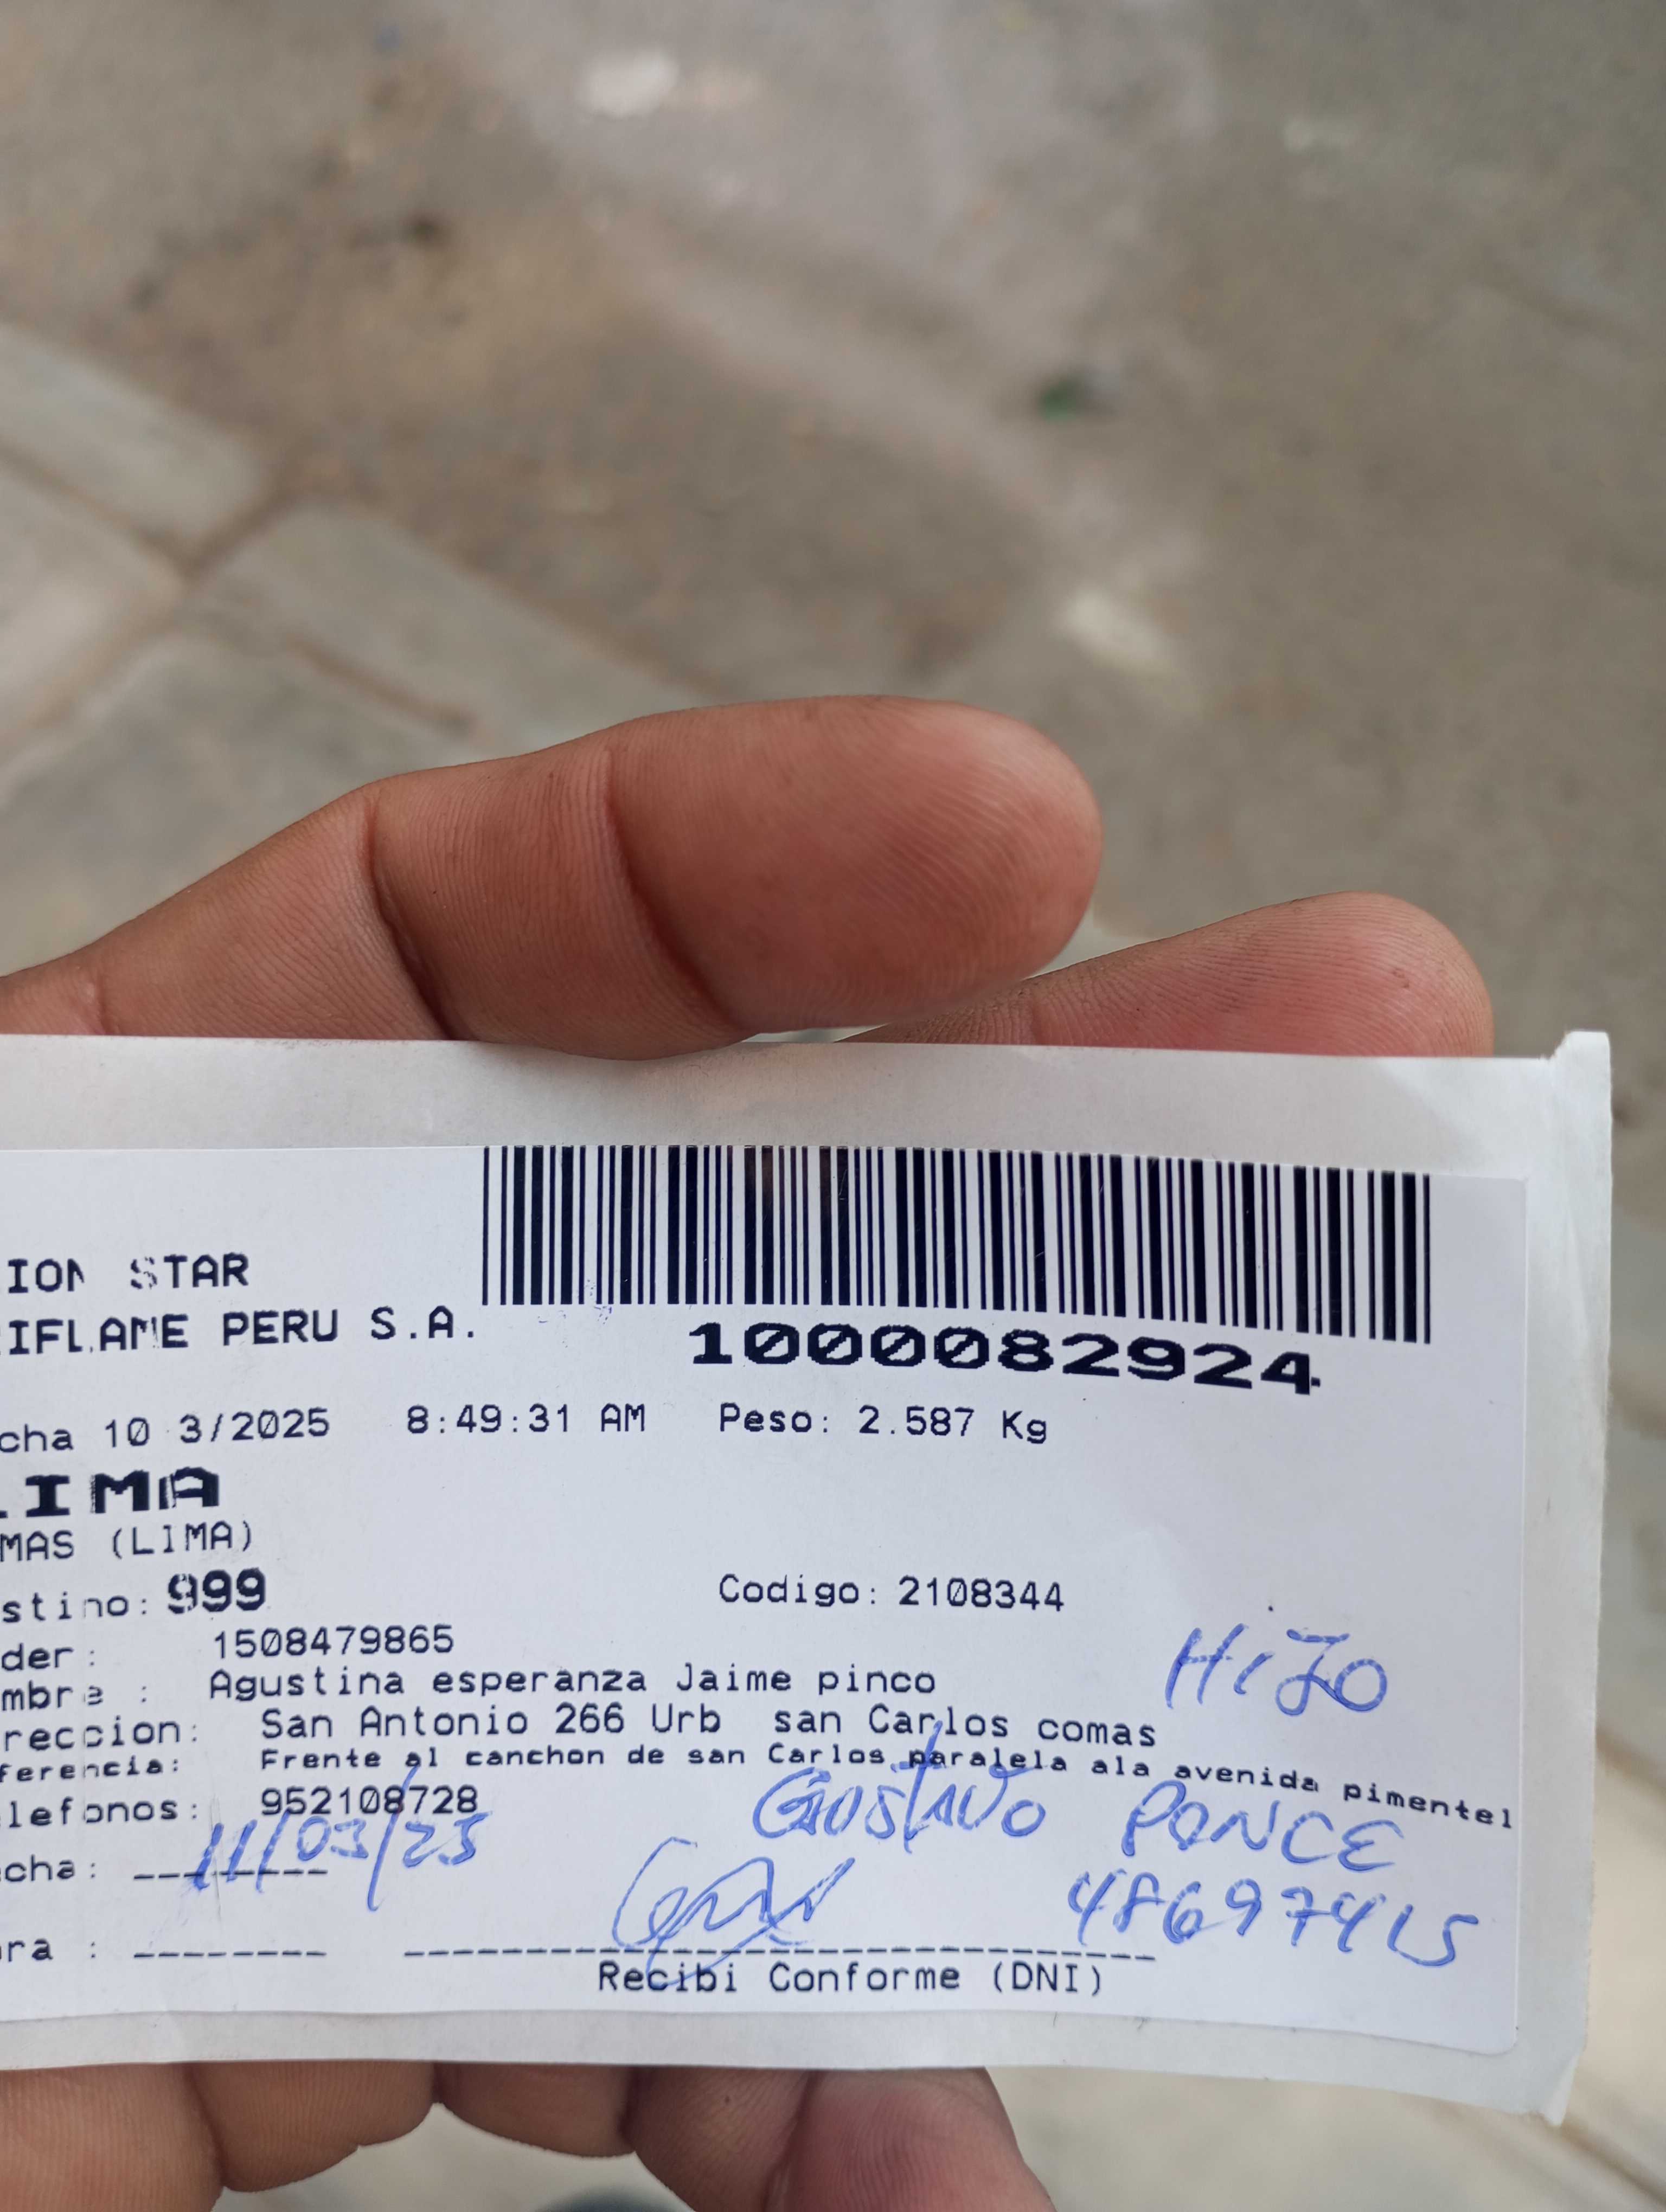 ION STAR
RIFLAME PERU S.A.
1000082924
cha 10 3/2025 8:49:31 AM Peso: 2.587 Kg
LIMA
MAS (LIMA)
stino: 999 Codigo: 2108344
der: 1508479865
HiJO
mbre : Agustina esperanza Jaime pinco
reccion: San Antonio 266 Urb san Carlos comas
ferencia: Frente al canchon de san Carlos paralela ala avenida pimentel
lefonos: 952108728
GUSTAVO PONCE
cha: 11/03/25
48697415
ra :
Recibi Conforme (DNI)